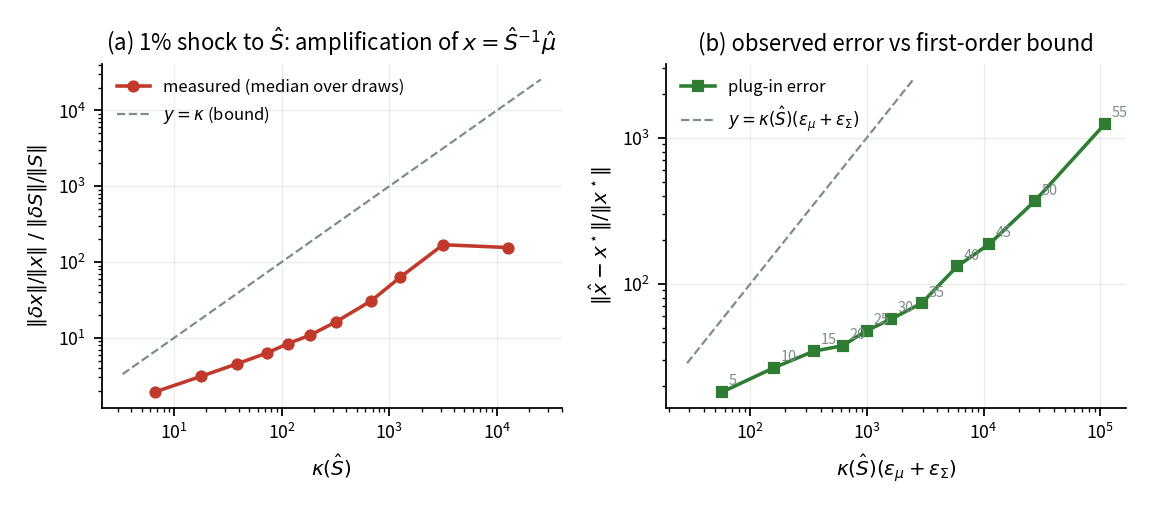 (a) 1% shock to Ŝ: amplification of x = Ŝ⁻¹μ̂
measured (median over draws)
y = κ (bound)
‖δx‖/‖x‖ / ‖δS‖/‖S‖
10⁴
10³
10²
10¹
10¹ 10² 10³ 10⁴
κ(Ŝ)
(b) observed error vs first-order bound
plug-in error
y = κ(Ŝ)(ε_μ + ε_Σ)
‖x̂ − x⋆‖/‖x⋆‖
10³
10²
5
10
15
20
25
30
35
40
45
50
55
10² 10³ 10⁴ 10⁵
κ(Ŝ)(ε_μ + ε_Σ)